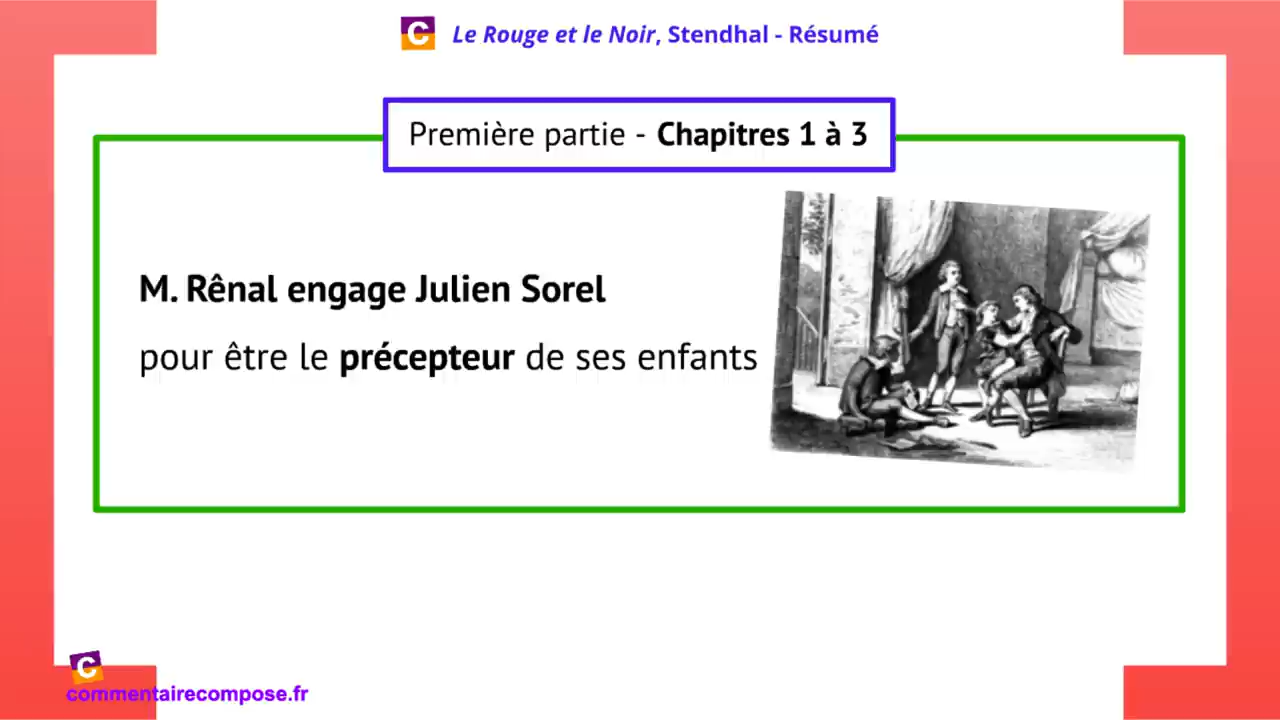 C Le Rouge et le Noir, Stendhal - Résumé
Première partie - Chapitres 1 à 3
M. Rênal engage Julien Sorel
pour être le précepteur de ses enfants
C
commentairecompose.fr